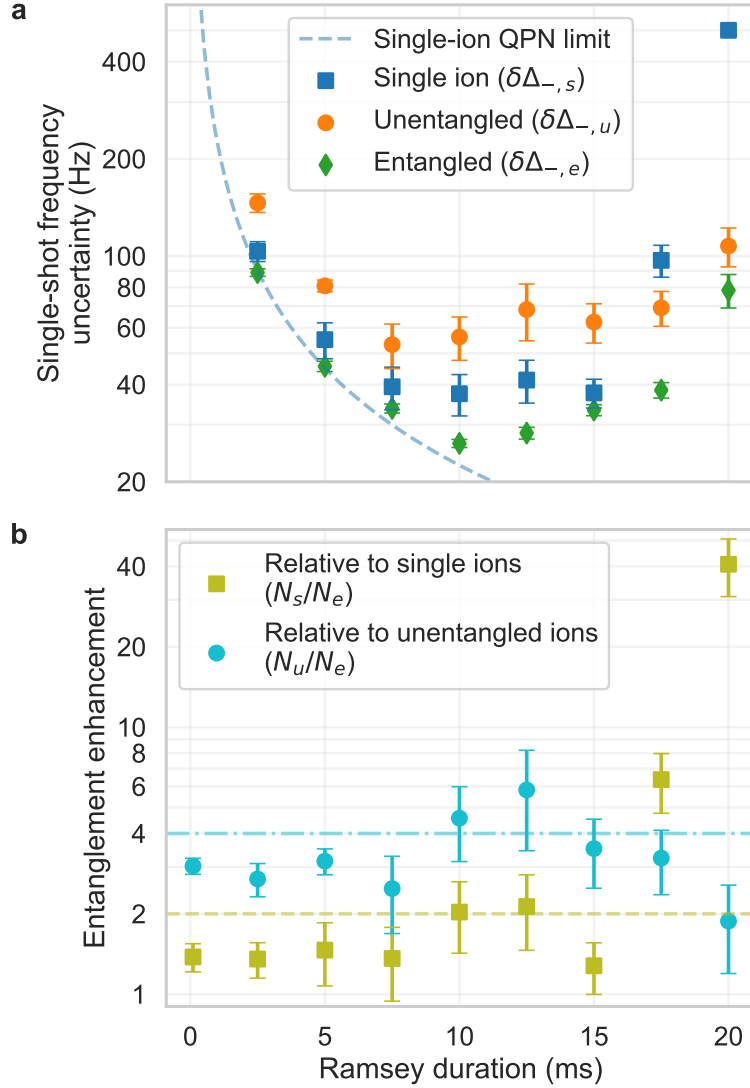 a
Single-shot frequency
uncertainty (Hz)
400
200
100
80
60
40
20
Single-ion QPN limit
Single ion (δΔ₋,ₛ)
Unentangled (δΔ₋,ᵤ)
Entangled (δΔ₋,ₑ)
b
Entanglement enhancement
40
20
10
8
6
4
2
1
Relative to single ions
(Nₛ/Nₑ)
Relative to unentangled ions
(Nᵤ/Nₑ)
0 5 10 15 20
Ramsey duration (ms)